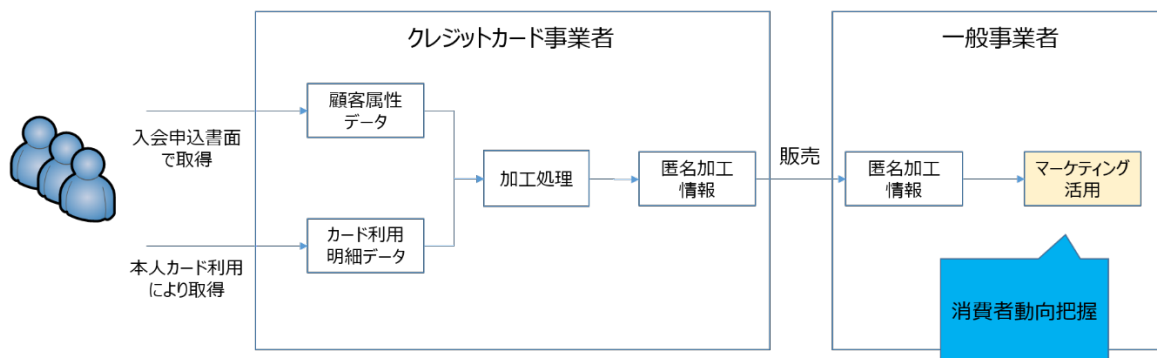 クレジットカード事業者
一般事業者
顧客属性
データ
入会申込書面
で取得
加工処理
匿名加工
情報
販売
匿名加工
情報
マーケティング
活用
カード利用
明細データ
本人カード利用
により取得
消費者動向把握